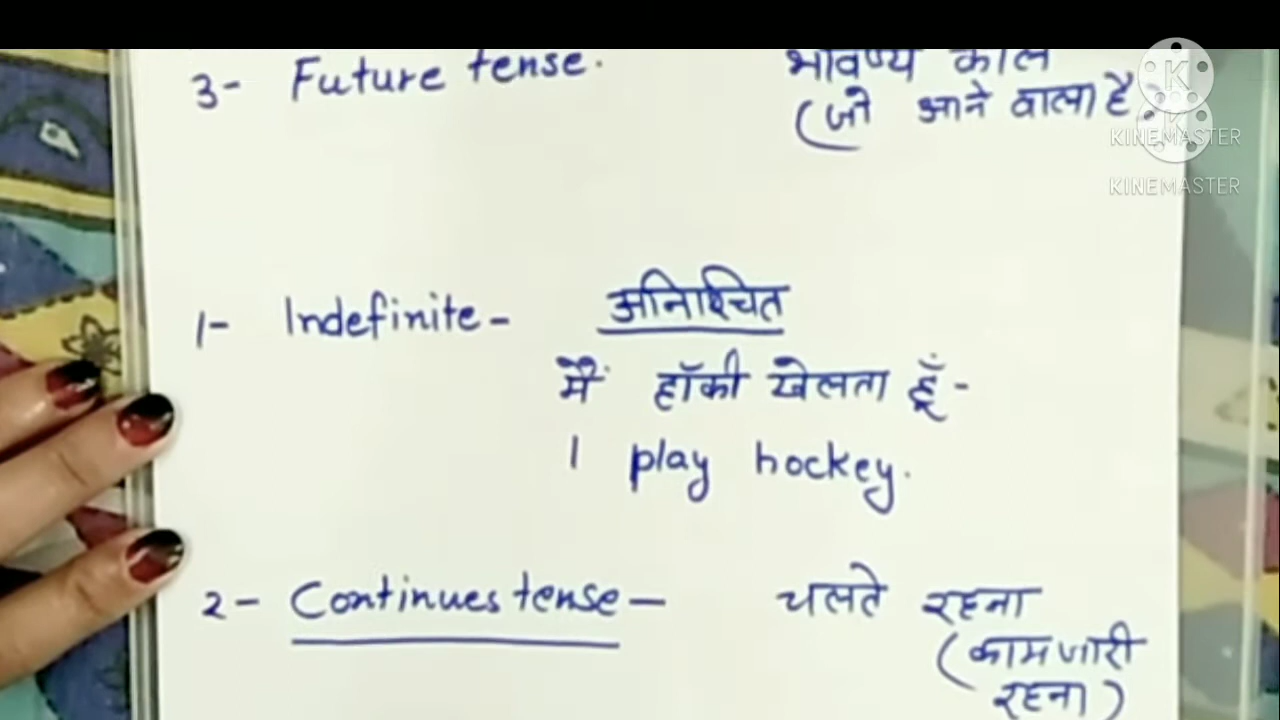 3- Future tense. भविष्य काल
(जो आने वाला है)
KINEMASTER
KINEMASTER
1- Indefinite- अनिश्चित
मैं हॉकी खेलता हूँ-
I play hockey.
2- Continues tense- चलते रहना
(काम जारी
रहना)